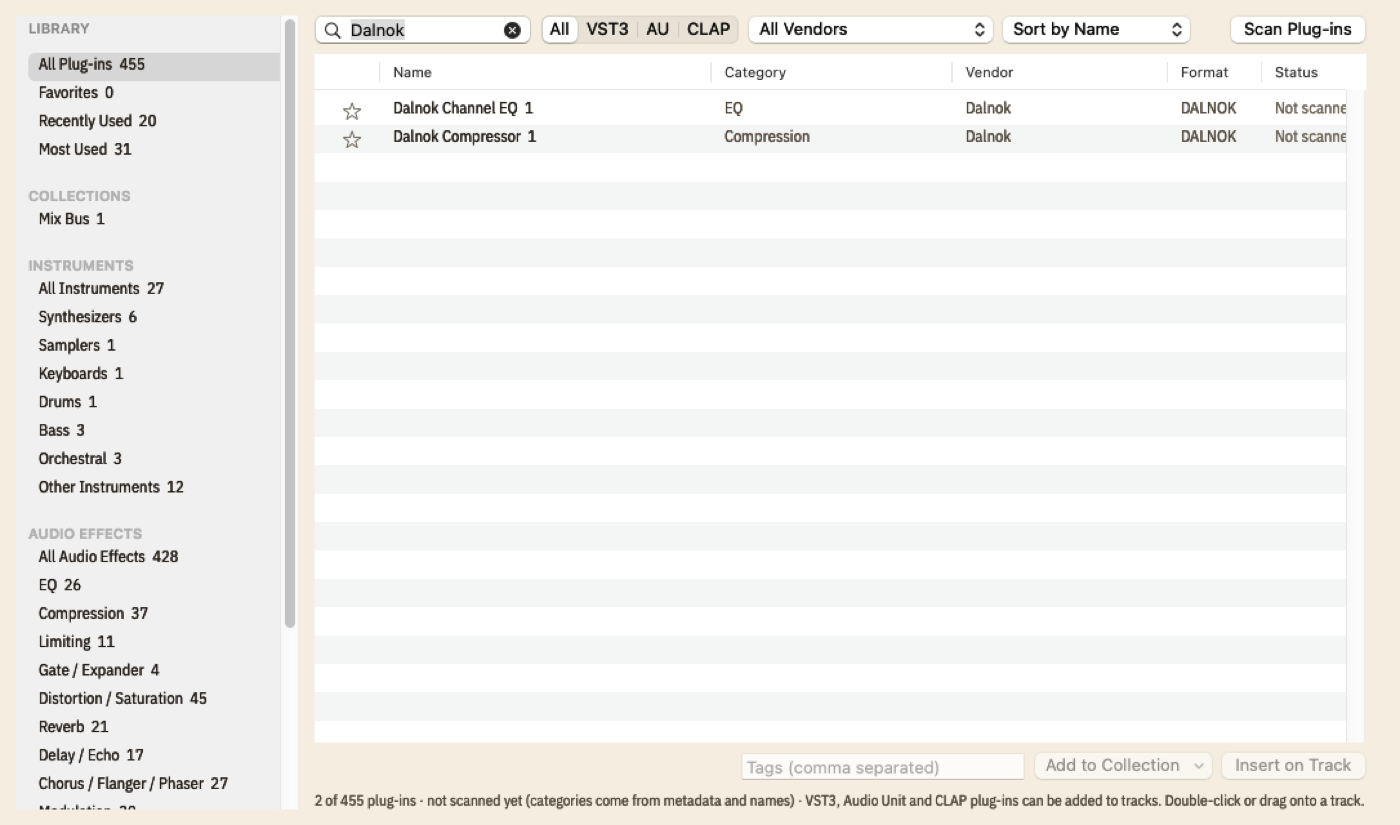 LIBRARY
All Plug-ins 455
Favorites 0
Recently Used 20
Most Used 31
COLLECTIONS
Mix Bus 1
INSTRUMENTS
All Instruments 27
Synthesizers 6
Samplers 1
Keyboards 1
Drums 1
Bass 3
Orchestral 3
Other Instruments 12
AUDIO EFFECTS
All Audio Effects 428
EQ 26
Compression 37
Limiting 11
Gate / Expander 4
Distortion / Saturation 45
Reverb 21
Delay / Echo 17
Chorus / Flanger / Phaser 27
Dalnok All VST3 AU CLAP All Vendors Sort by Name Scan Plug-ins
Name Category Vendor Format Status
Dalnok Channel EQ 1 EQ Dalnok DALNOK Not scanne
Dalnok Compressor 1 Compression Dalnok DALNOK Not scanne
Tags (comma separated) Add to Collection Insert on Track
2 of 455 plug-ins · not scanned yet (categories come from metadata and names) · VST3, Audio Unit and CLAP plug-ins can be added to tracks. Double-click or drag onto a track.